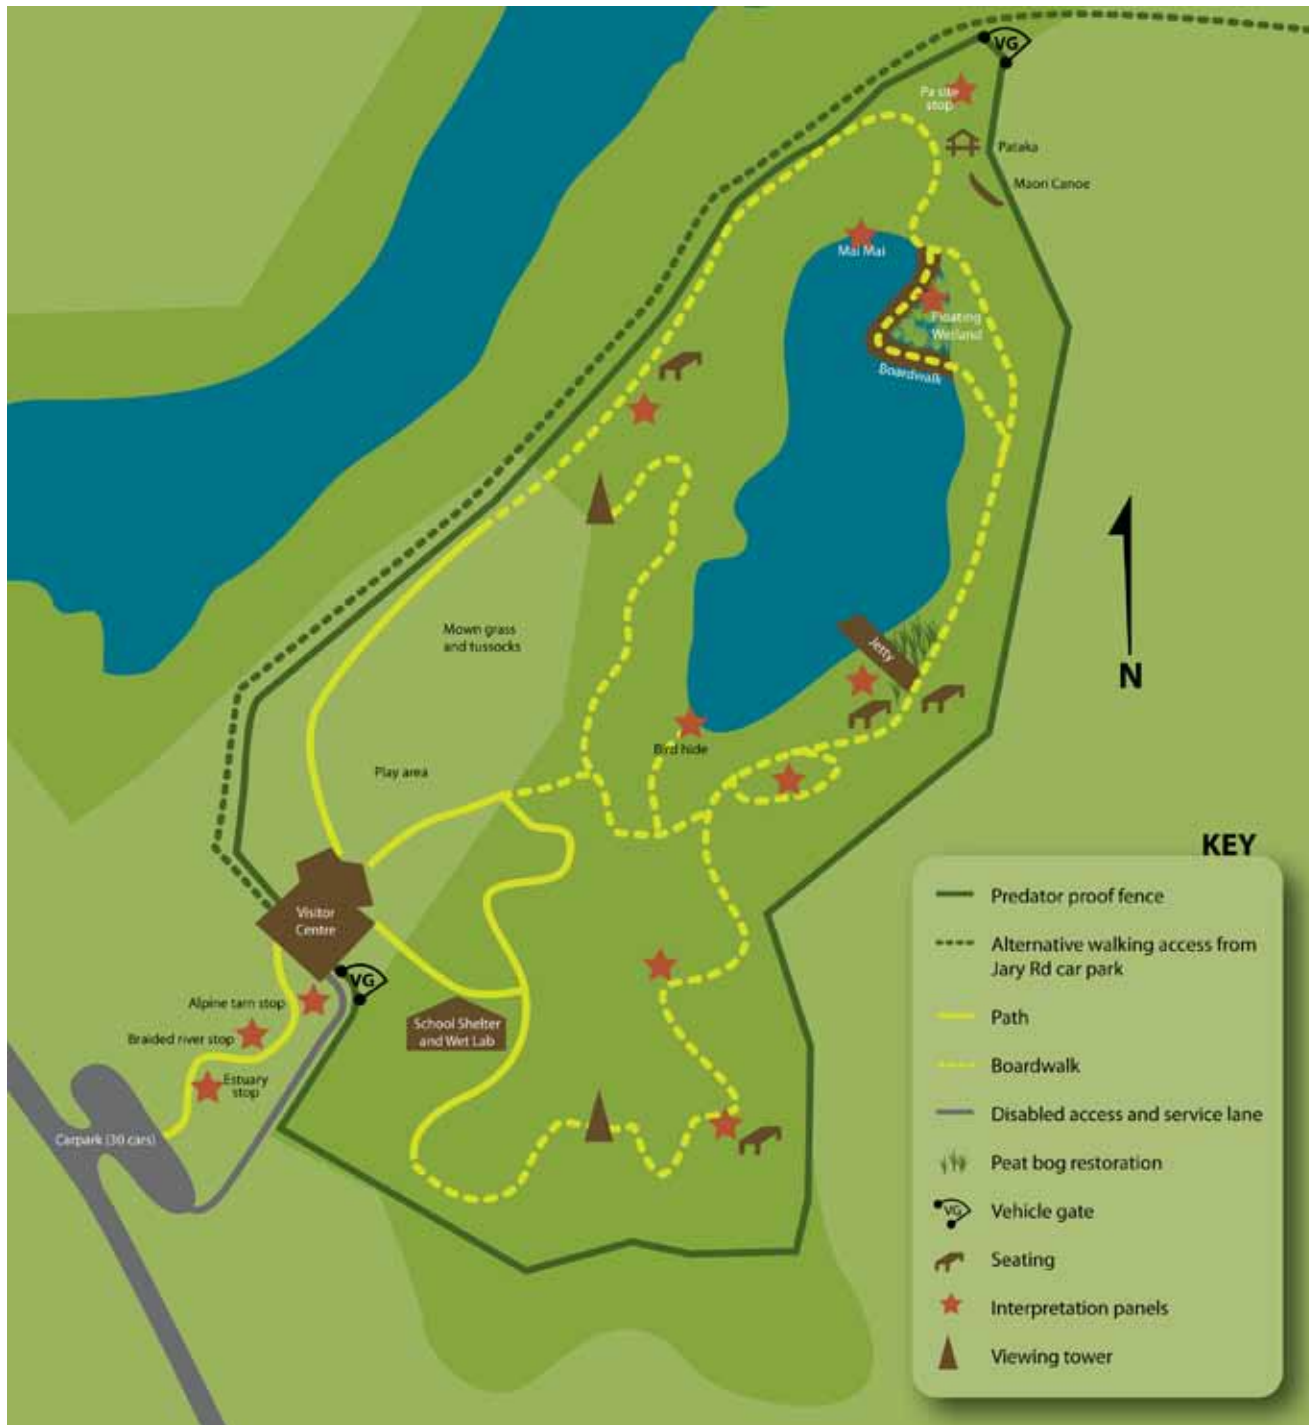 VG
Pa site
stop
Pataka
Maori Canoe
Mai Mai
Floating
Wetland
Boardwalk
Mown grass
and tussocks
Jetty
N
Bird hide
Play area
Visitor
Centre
VG
Alpine tarn stop
School Shelter
and Wet Lab
Braided river stop
Estuary
stop
Carpark (30 cars)
KEY
Predator proof fence
Alternative walking access from
Jary Rd car park
Path
Boardwalk
Disabled access and service lane
Peat bog restoration
VG
Vehicle gate
Seating
Interpretation panels
Viewing tower